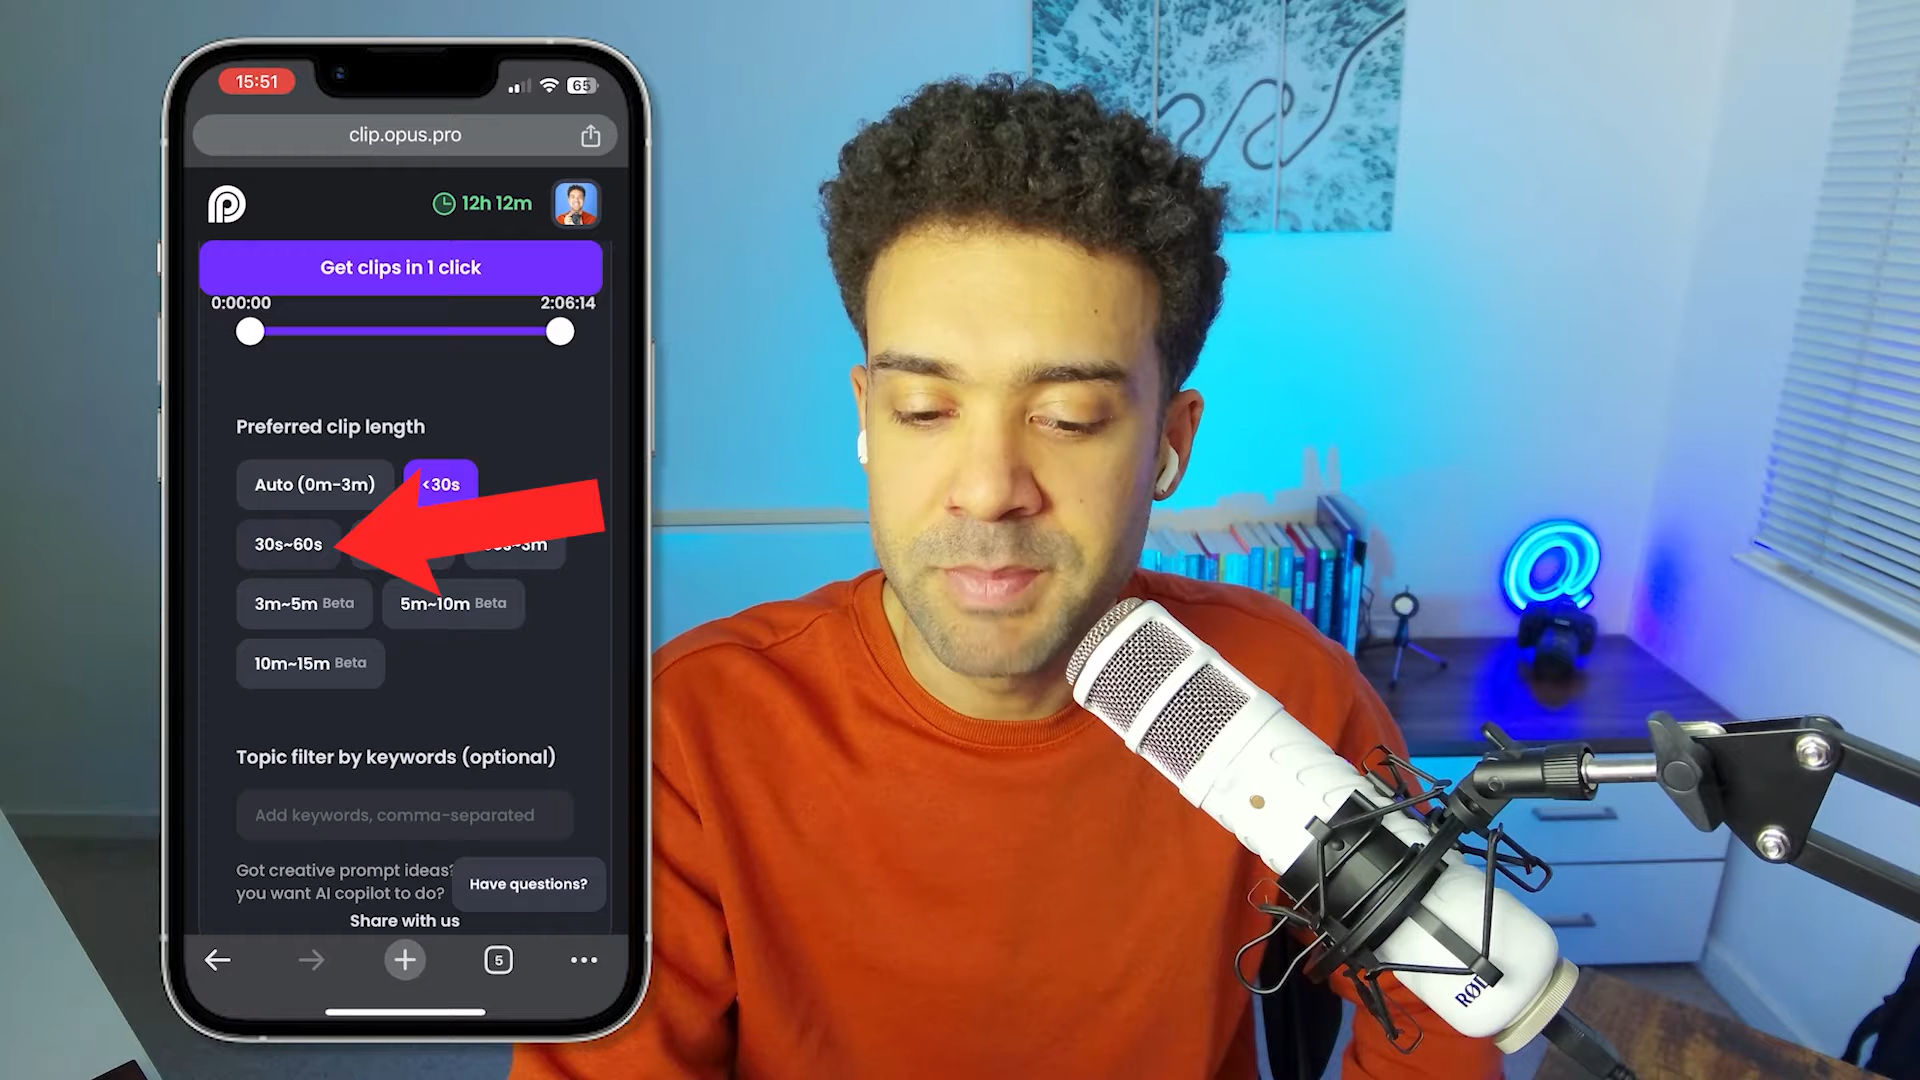 15:51
65
clip.opus.pro
12h 12m
Get clips in 1 click
0:00:00 2:06:14
Preferred clip length
Auto (0m-3m) <30s
30s~60s
3m~5m Beta 5m~10m Beta
10m~15m Beta
Topic filter by keywords (optional)
Add keywords, comma-separated
Got creative prompt ideas?
you want AI copilot to do?
Have questions?
Share with us
5